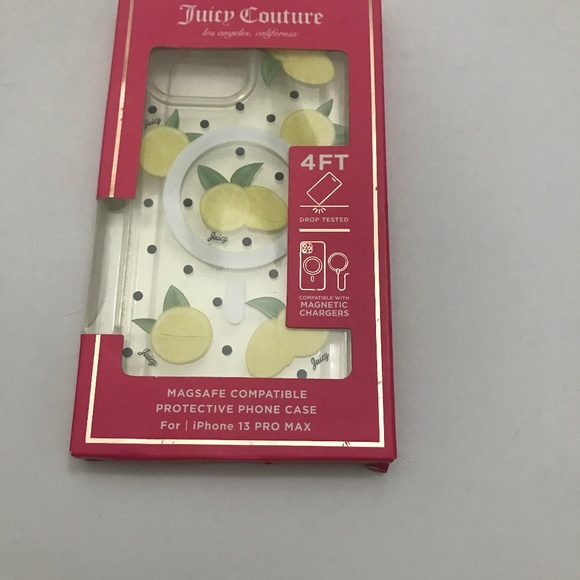 Juicy Couture
los angeles, california
Juicy
4FT
DROP TESTED
Juicy
COMPATIBLE WITH
MAGNETIC
CHARGERS
Juicy
Juicy
MAGSAFE COMPATIBLE
PROTECTIVE PHONE CASE
For | iPhone 13 PRO MAX